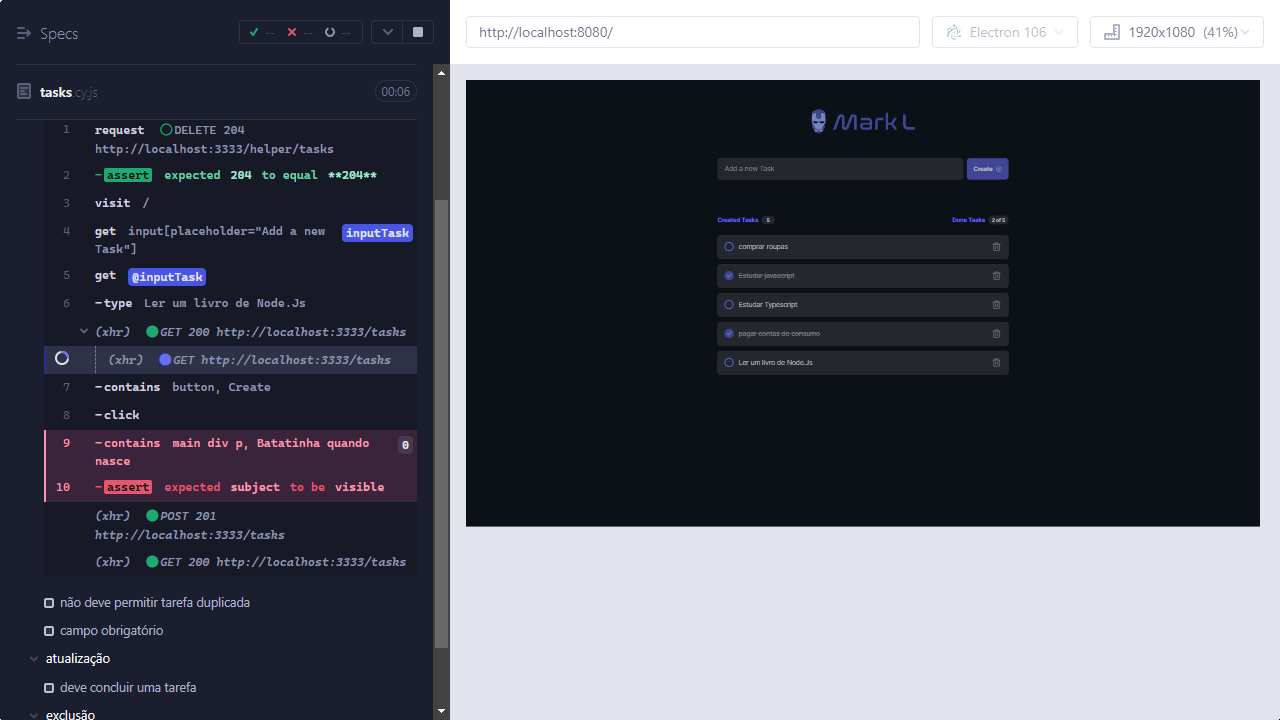 Specs
-- -- --
tasks.cy.js 00:06
1 request DELETE 204
http://localhost:3333/helper/tasks
2 -assert expected 204 to equal **204**
3 visit /
4 get input[placeholder="Add a new Task"] inputTask
5 get @inputTask
6 -type Ler um livro de Node.Js
(xhr) GET 200 http://localhost:3333/tasks
(xhr) GET http://localhost:3333/tasks
7 -contains button, Create
8 -click
9 -contains main div p, Batatinha quando nasce 0
10 -assert expected subject to be visible
(xhr) POST 201
http://localhost:3333/tasks
(xhr) GET 200 http://localhost:3333/tasks
não deve permitir tarefa duplicada
campo obrigatório
atualização
deve concluir uma tarefa
exclusão
http://localhost:8080/ Electron 106 1920x1080 (41%)
Mark L
Add a new Task Create
Created Tasks 5 Done Tasks 2 of 5
comprar roupas
Estudar javascript
Estudar Typescript
pagar contas de consumo
Ler um livro de Node.Js